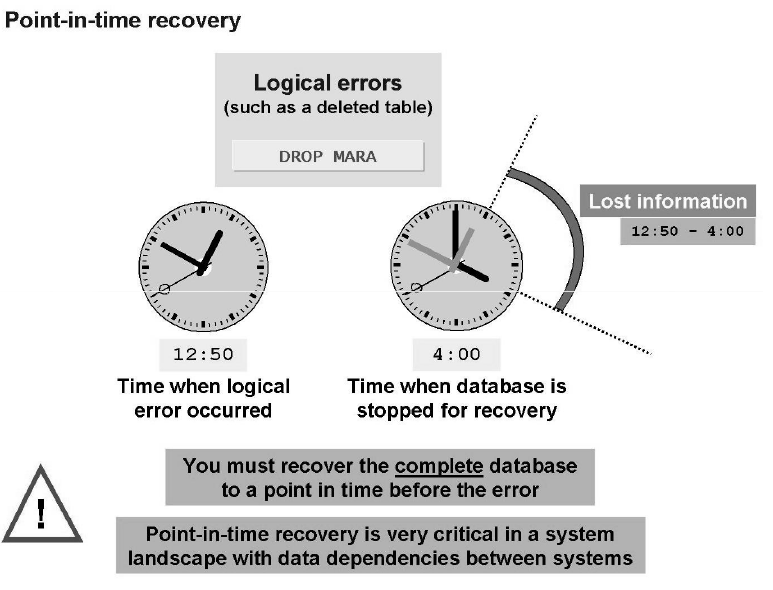 Point-in-time recovery
Logical errors
(such as a deleted table)
DROP MARA
Lost information
12:50 - 4:00
12:50
4:00
Time when logical
error occurred
Time when database is
stopped for recovery
!
You must recover the complete database
to a point in time before the error
Point-in-time recovery is very critical in a system
landscape with data dependencies between systems